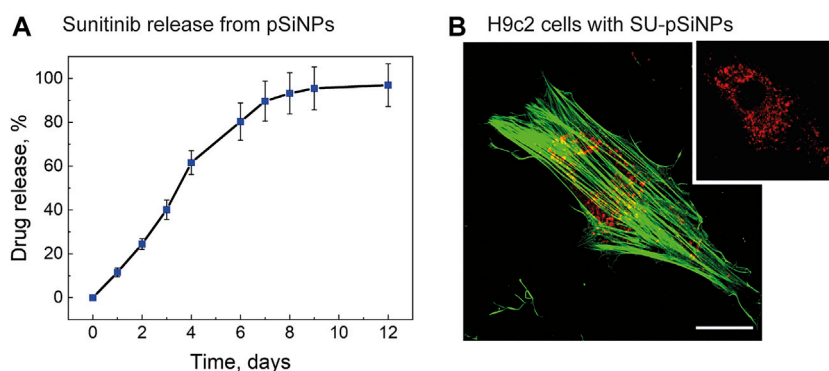 A Sunitinib release from pSiNPs
Drug release, %
100
80
60
40
20
0
0 2 4 6 8 10 12
Time, days
B H9c2 cells with SU-pSiNPs